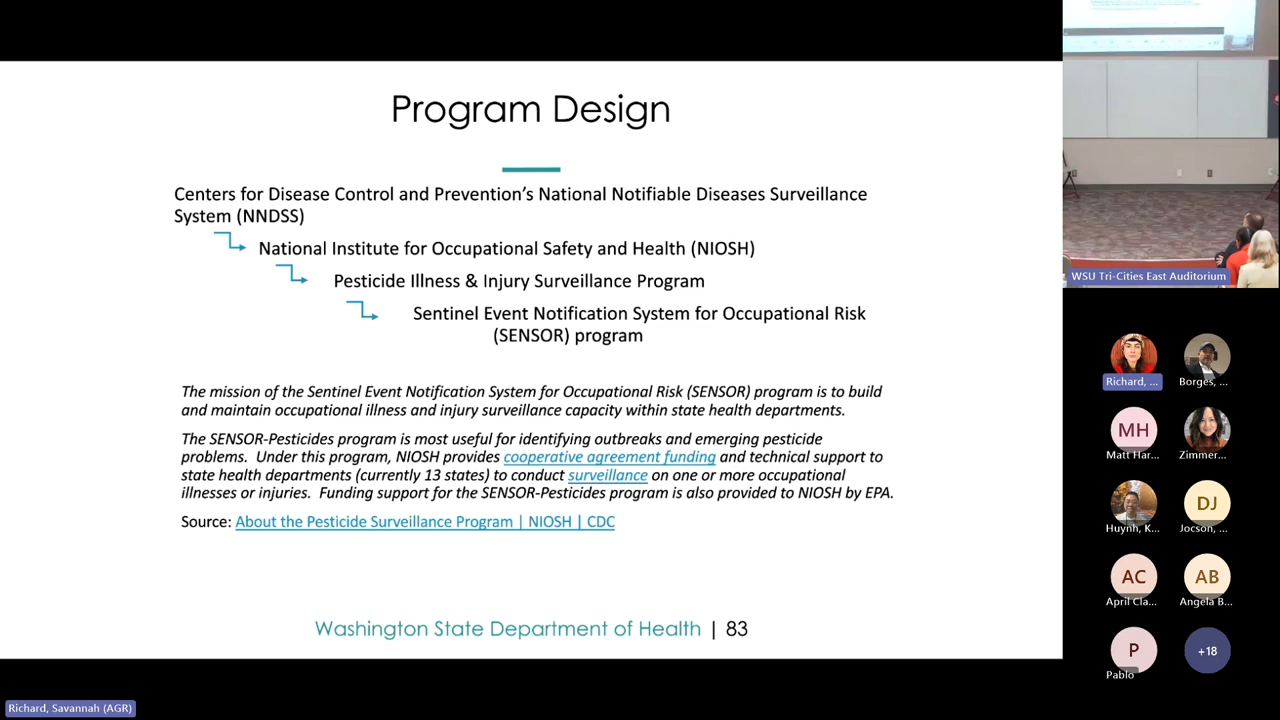 Program Design
Centers for Disease Control and Prevention’s National Notifiable Diseases Surveillance
System (NNDSS)
National Institute for Occupational Safety and Health (NIOSH)
Pesticide Illness & Injury Surveillance Program
Sentinel Event Notification System for Occupational Risk
(SENSOR) program
The mission of the Sentinel Event Notification System for Occupational Risk (SENSOR) program is to build
and maintain occupational illness and injury surveillance capacity within state health departments.
The SENSOR-Pesticides program is most useful for identifying outbreaks and emerging pesticide
problems.  Under this program, NIOSH provides cooperative agreement funding and technical support to
state health departments (currently 13 states) to conduct surveillance on one or more occupational
illnesses or injuries.  Funding support for the SENSOR-Pesticides program is also provided to NIOSH by EPA.
Source: About the Pesticide Surveillance Program | NIOSH | CDC
Washington State Department of Health | 83
WSU Tri-Cities East Auditorium
Richard, ...
Borges, ...
MH
Matt Har...
Zimmer...
Huynh, K...
DJ
Jocson, ...
AC
April Cla...
AB
Angela B...
P
Pablo
+18
Richard, Savannah (AGR)